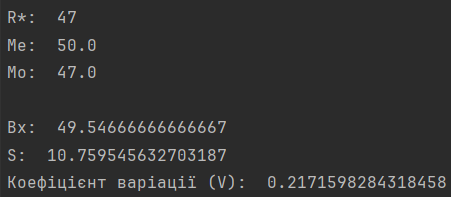 R*:  47
Me:  50.0
Mo:  47.0
Bx:  49.54666666666667
S:  10.759545632703187
Коефіцієнт варіації (V):  0.2171598284318458